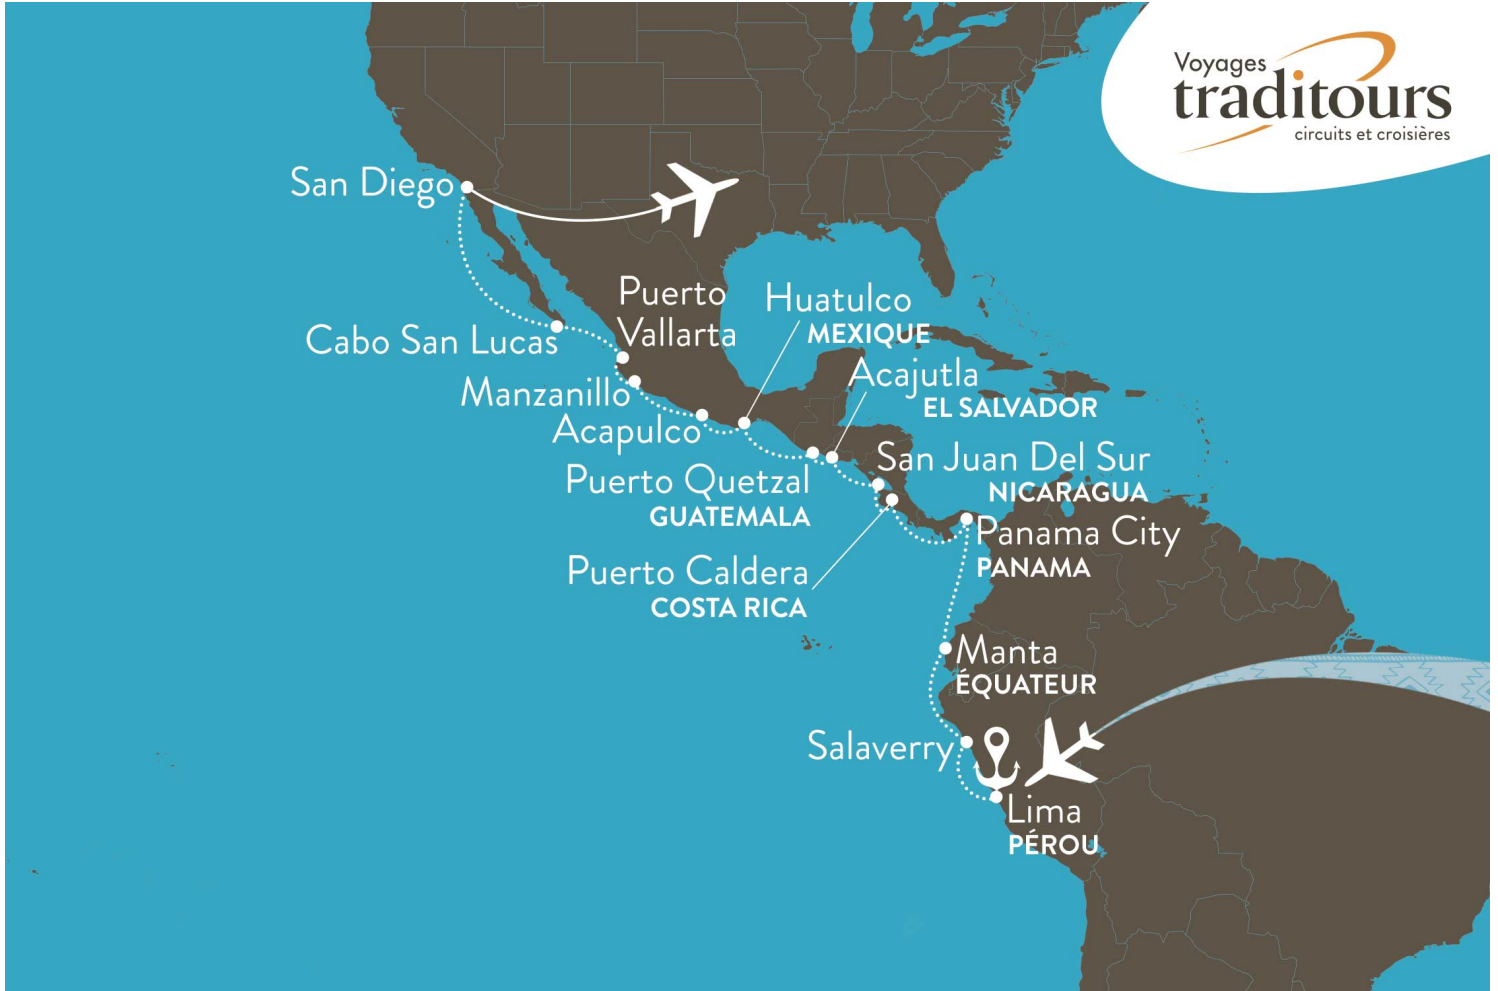 Voyages
traditours
circuits et croisières
San Diego
Puerto
Vallarta
Huatulco
MEXIQUE
Cabo San Lucas
Acajutla
EL SALVADOR
Manzanillo
Acapulco
San Juan Del Sur
NICARAGUA
Puerto Quetzal
GUATEMALA
Panama City
PANAMA
Puerto Caldera
COSTA RICA
Manta
ÉQUATEUR
Salaverry
Lima
PÉROU